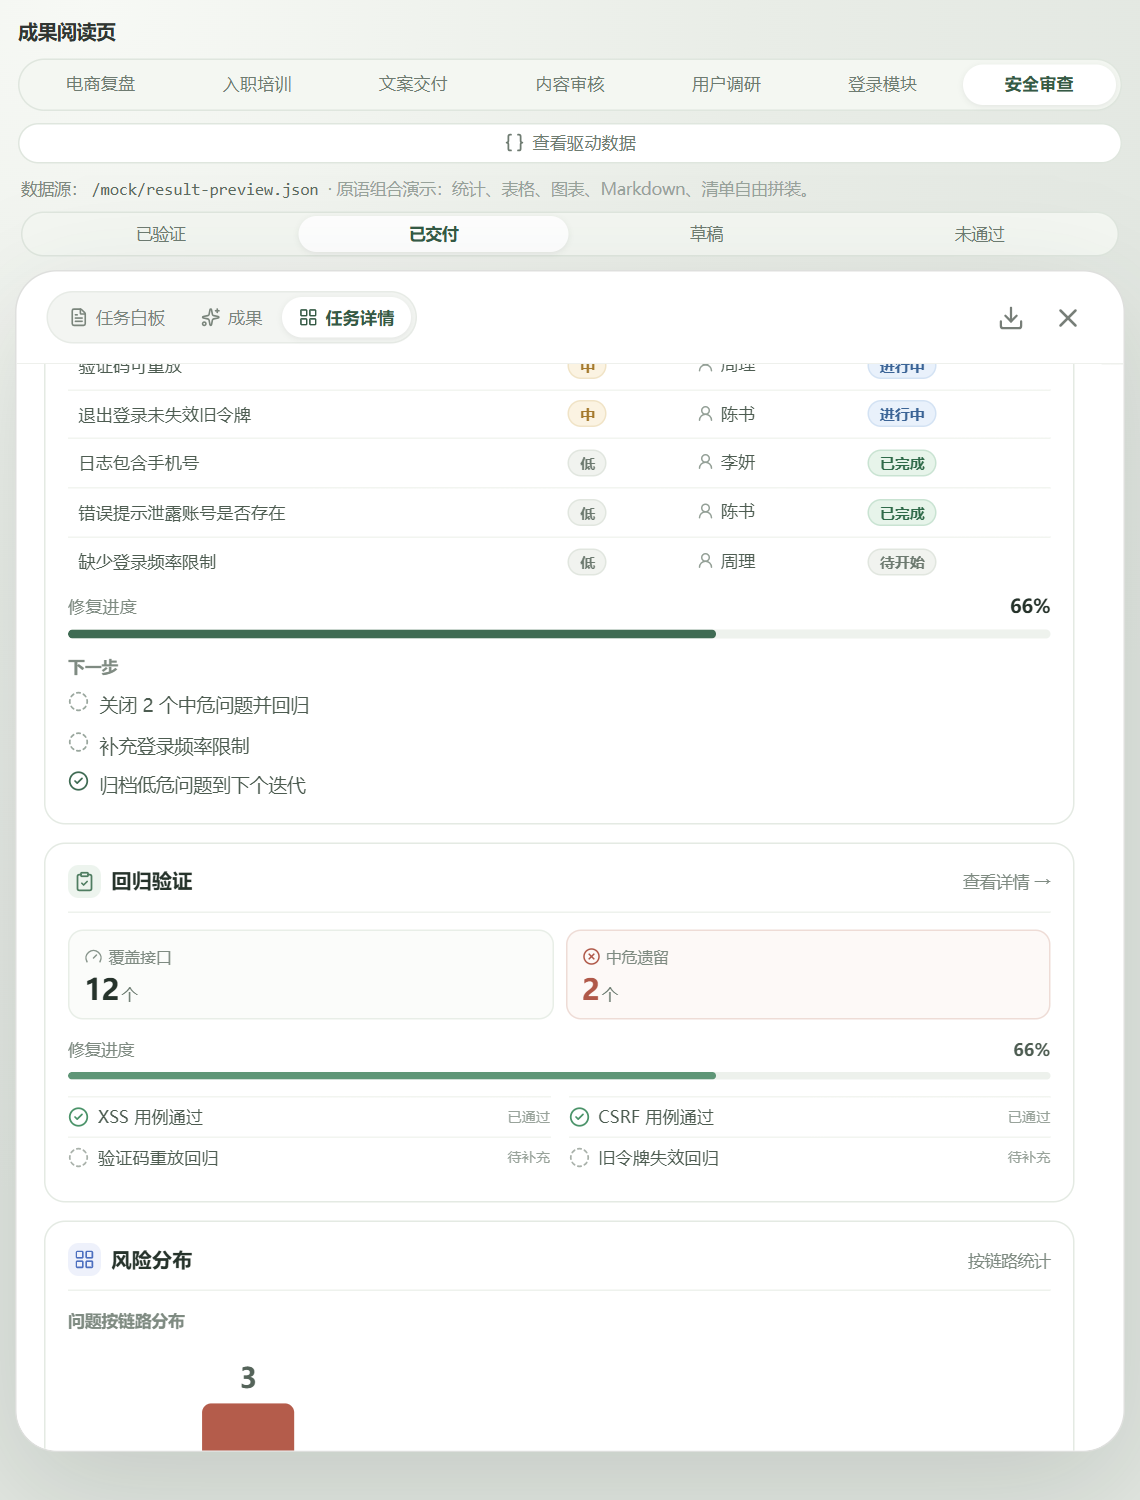 成果阅读页
电商复盘 入职培训 文案交付 内容审核 用户调研 登录模块 安全审查
{} 查看驱动数据
数据源： /mock/result-preview.json · 原语组合演示：统计、表格、图表、Markdown、清单自由拼装。
已验证 已交付 草稿 未通过
任务白板 成果 任务详情
验证码可重放 中 周理 进行中
退出登录未失效旧令牌 中 陈书 进行中
日志包含手机号 低 李妍 已完成
错误提示泄露账号是否存在 低 陈书 已完成
缺少登录频率限制 低 周理 待开始
修复进度 66%
下一步
关闭 2 个中危问题并回归
补充登录频率限制
归档低危问题到下个迭代
回归验证 查看详情 →
覆盖接口 中危遗留
12个 2个
修复进度 66%
XSS 用例通过 已通过 CSRF 用例通过 已通过
验证码重放回归 待补充 旧令牌失效回归 待补充
风险分布 按链路统计
问题按链路分布
3